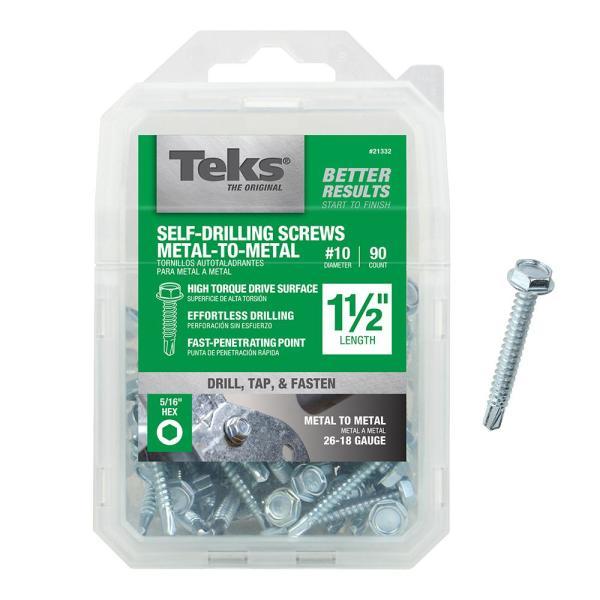 Teks®
THE ORIGINAL
#21332
BETTER
RESULTS
START TO FINISH
SELF-DRILLING SCREWS
METAL-TO-METAL
TORNILLOS AUTOTALADRANTES
PARA METAL A METAL
#10
DIAMETER
90
COUNT
HIGH TORQUE DRIVE SURFACE
SUPERFICIE DE ALTA TORSIÓN
EFFORTLESS DRILLING
PERFORACIÓN SIN ESFUERZO
FAST-PENETRATING POINT
PUNTA DE PENETRACIÓN RÁPIDA
1½"
LENGTH
DRILL, TAP, & FASTEN
5/16"
HEX
METAL TO METAL
METAL A METAL
26-18 GAUGE